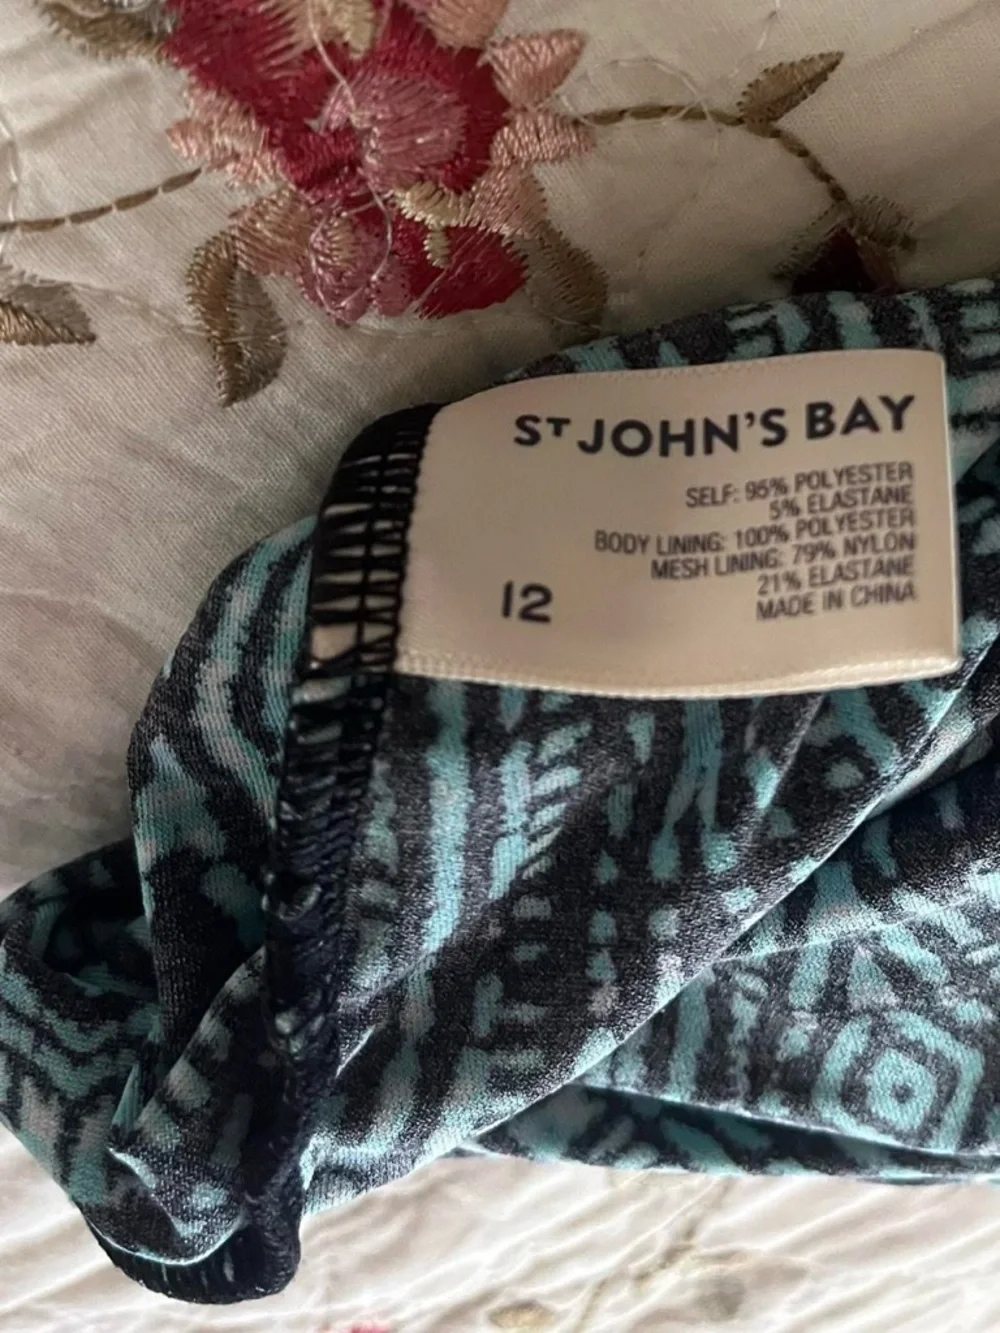 ST JOHN'S BAY
SELF: 95% POLYESTER
5% ELASTANE
BODY LINING: 100% POLYESTER
MESH LINING: 79% NYLON
21% ELASTANE
MADE IN CHINA
12